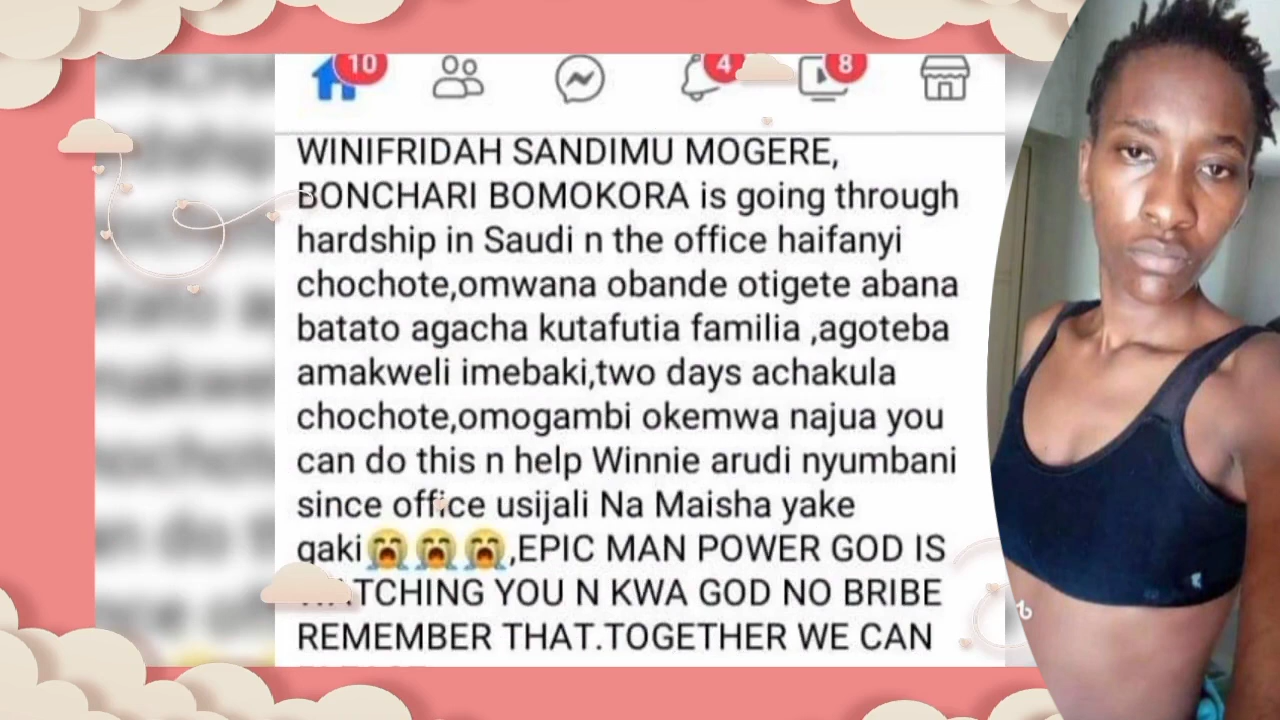 10
4
8
WINIFRIDAH SANDIMU MOGERE,
BONCHARI BOMOKORA is going through
hardship in Saudi n the office haifanyi
chochote,omwana obande otigete abana
batato agacha kutafutia familia ,agoteba
amakweli imebaki,two days achakula
chochote,omogambi okemwa najua you
can do this n help Winnie arudi nyumbani
since office usijali Na Maisha yake
gaki😭😭😭,EPIC MAN POWER GOD IS
WATCHING YOU N KWA GOD NO BRIBE
REMEMBER THAT.TOGETHER WE CAN